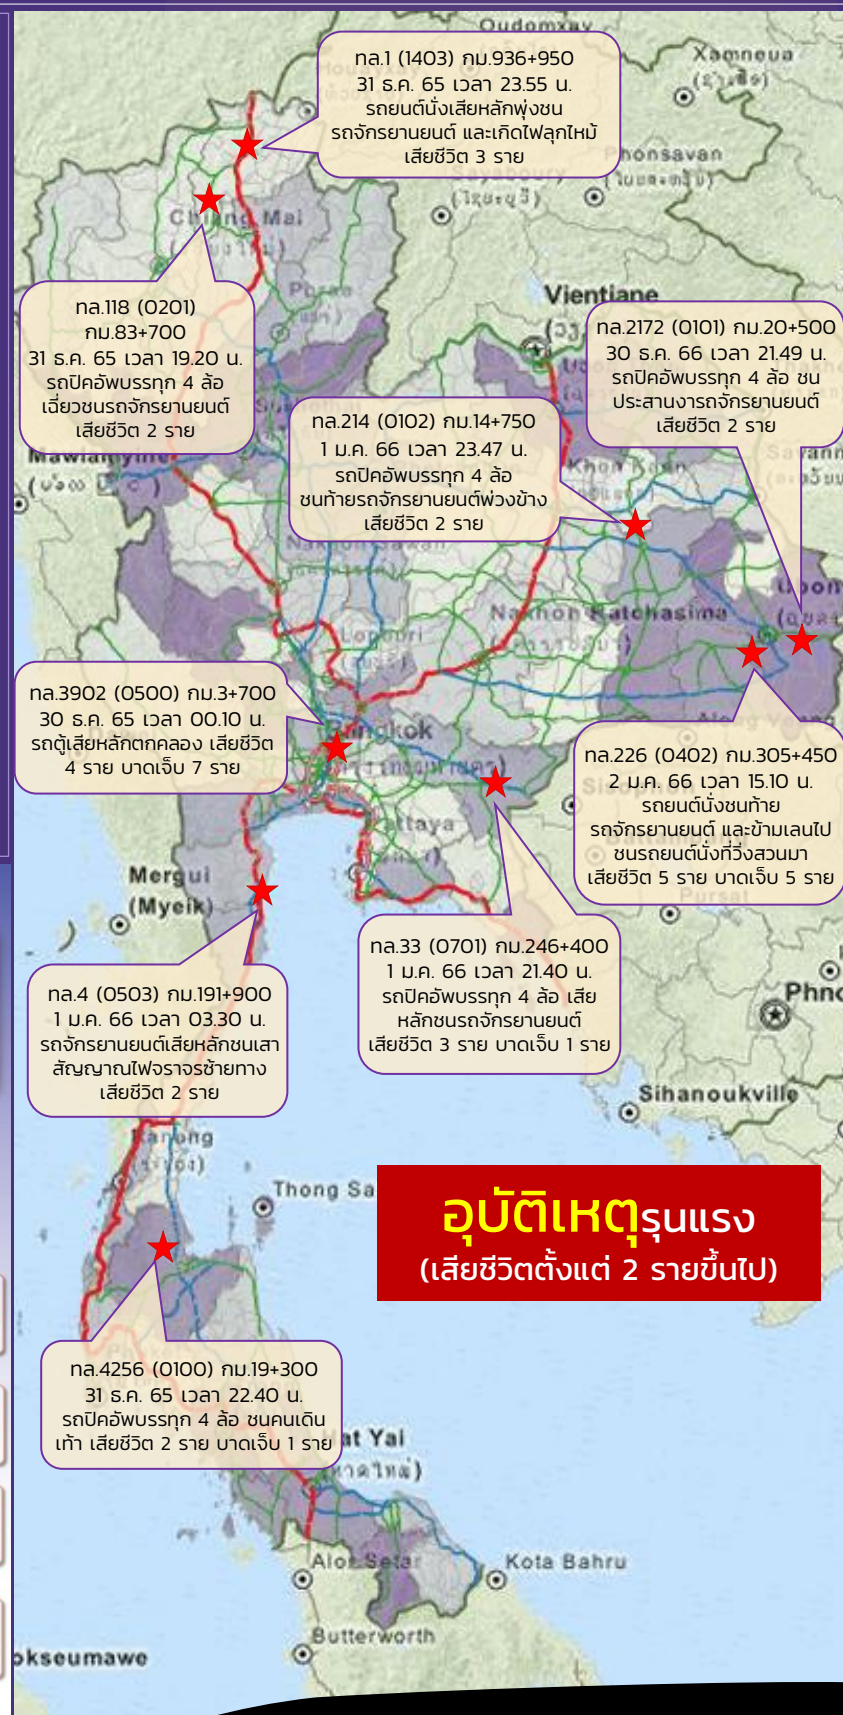 Oudomxay
ทล.1 (1403) กม.936+950
31 ธ.ค. 65 เวลา 23.55 น.
รถยนต์นั่งเสียหลักพุ่งชน
รถจักรยานยนต์ และเกิดไฟลุกไหม้
เสียชีวิต 3 ราย
Xamneua
Phonsavan
Chiang Mai
ทล.118 (0201)
กม.83+700
31 ธ.ค. 65 เวลา 19.20 น.
รถปิคอัพบรรทุก 4 ล้อ
เฉี่ยวชนรถจักรยานยนต์
เสียชีวิต 2 ราย
Vientiane
ทล.2172 (0101) กม.20+500
30 ธ.ค. 66 เวลา 21.49 น.
รถปิคอัพบรรทุก 4 ล้อ ชน
ประสานงารถจักรยานยนต์
เสียชีวิต 2 ราย
ทล.214 (0102) กม.14+750
1 ม.ค. 66 เวลา 23.47 น.
รถปิคอัพบรรทุก 4 ล้อ
ชนท้ายรถจักรยานยนต์พ่วงข้าง
เสียชีวิต 2 ราย
Mawlamyine
Khon Kaen
Nakhon Sawan
Nakhon Ratchasima
Lopburi
ทล.3902 (0500) กม.3+700
30 ธ.ค. 65 เวลา 00.10 น.
รถตู้เสียหลักตกคลอง เสียชีวิต
4 ราย บาดเจ็บ 7 ราย
Bangkok
ทล.226 (0402) กม.305+450
2 ม.ค. 66 เวลา 15.10 น.
รถยนต์นั่งชนท้าย
รถจักรยานยนต์ และข้ามเลนไป
ชนรถยนต์นั่งที่วิ่งสวนมา
เสียชีวิต 5 ราย บาดเจ็บ 5 ราย
Mergui
(Myeik)
Pursat
ทล.33 (0701) กม.246+400
1 ม.ค. 66 เวลา 21.40 น.
รถปิคอัพบรรทุก 4 ล้อ เสีย
หลักชนรถจักรยานยนต์
เสียชีวิต 3 ราย บาดเจ็บ 1 ราย
ทล.4 (0503) กม.191+900
1 ม.ค. 66 เวลา 03.30 น.
รถจักรยานยนต์เสียหลักชนเสา
สัญญาณไฟจราจรซ้ายทาง
เสียชีวิต 2 ราย
Phno
Sihanoukville
Ranong
Thong Sa
อุบัติเหตุรุนแรง
(เสียชีวิตตั้งแต่ 2 รายขึ้นไป)
ทล.4256 (0100) กม.19+300
31 ธ.ค. 65 เวลา 22.40 น.
รถปิคอัพบรรทุก 4 ล้อ ชนคนเดิน
เท้า เสียชีวิต 2 ราย บาดเจ็บ 1 ราย
Hat Yai
Alor Setar
Kota Bahru
Butterworth
okseumawe